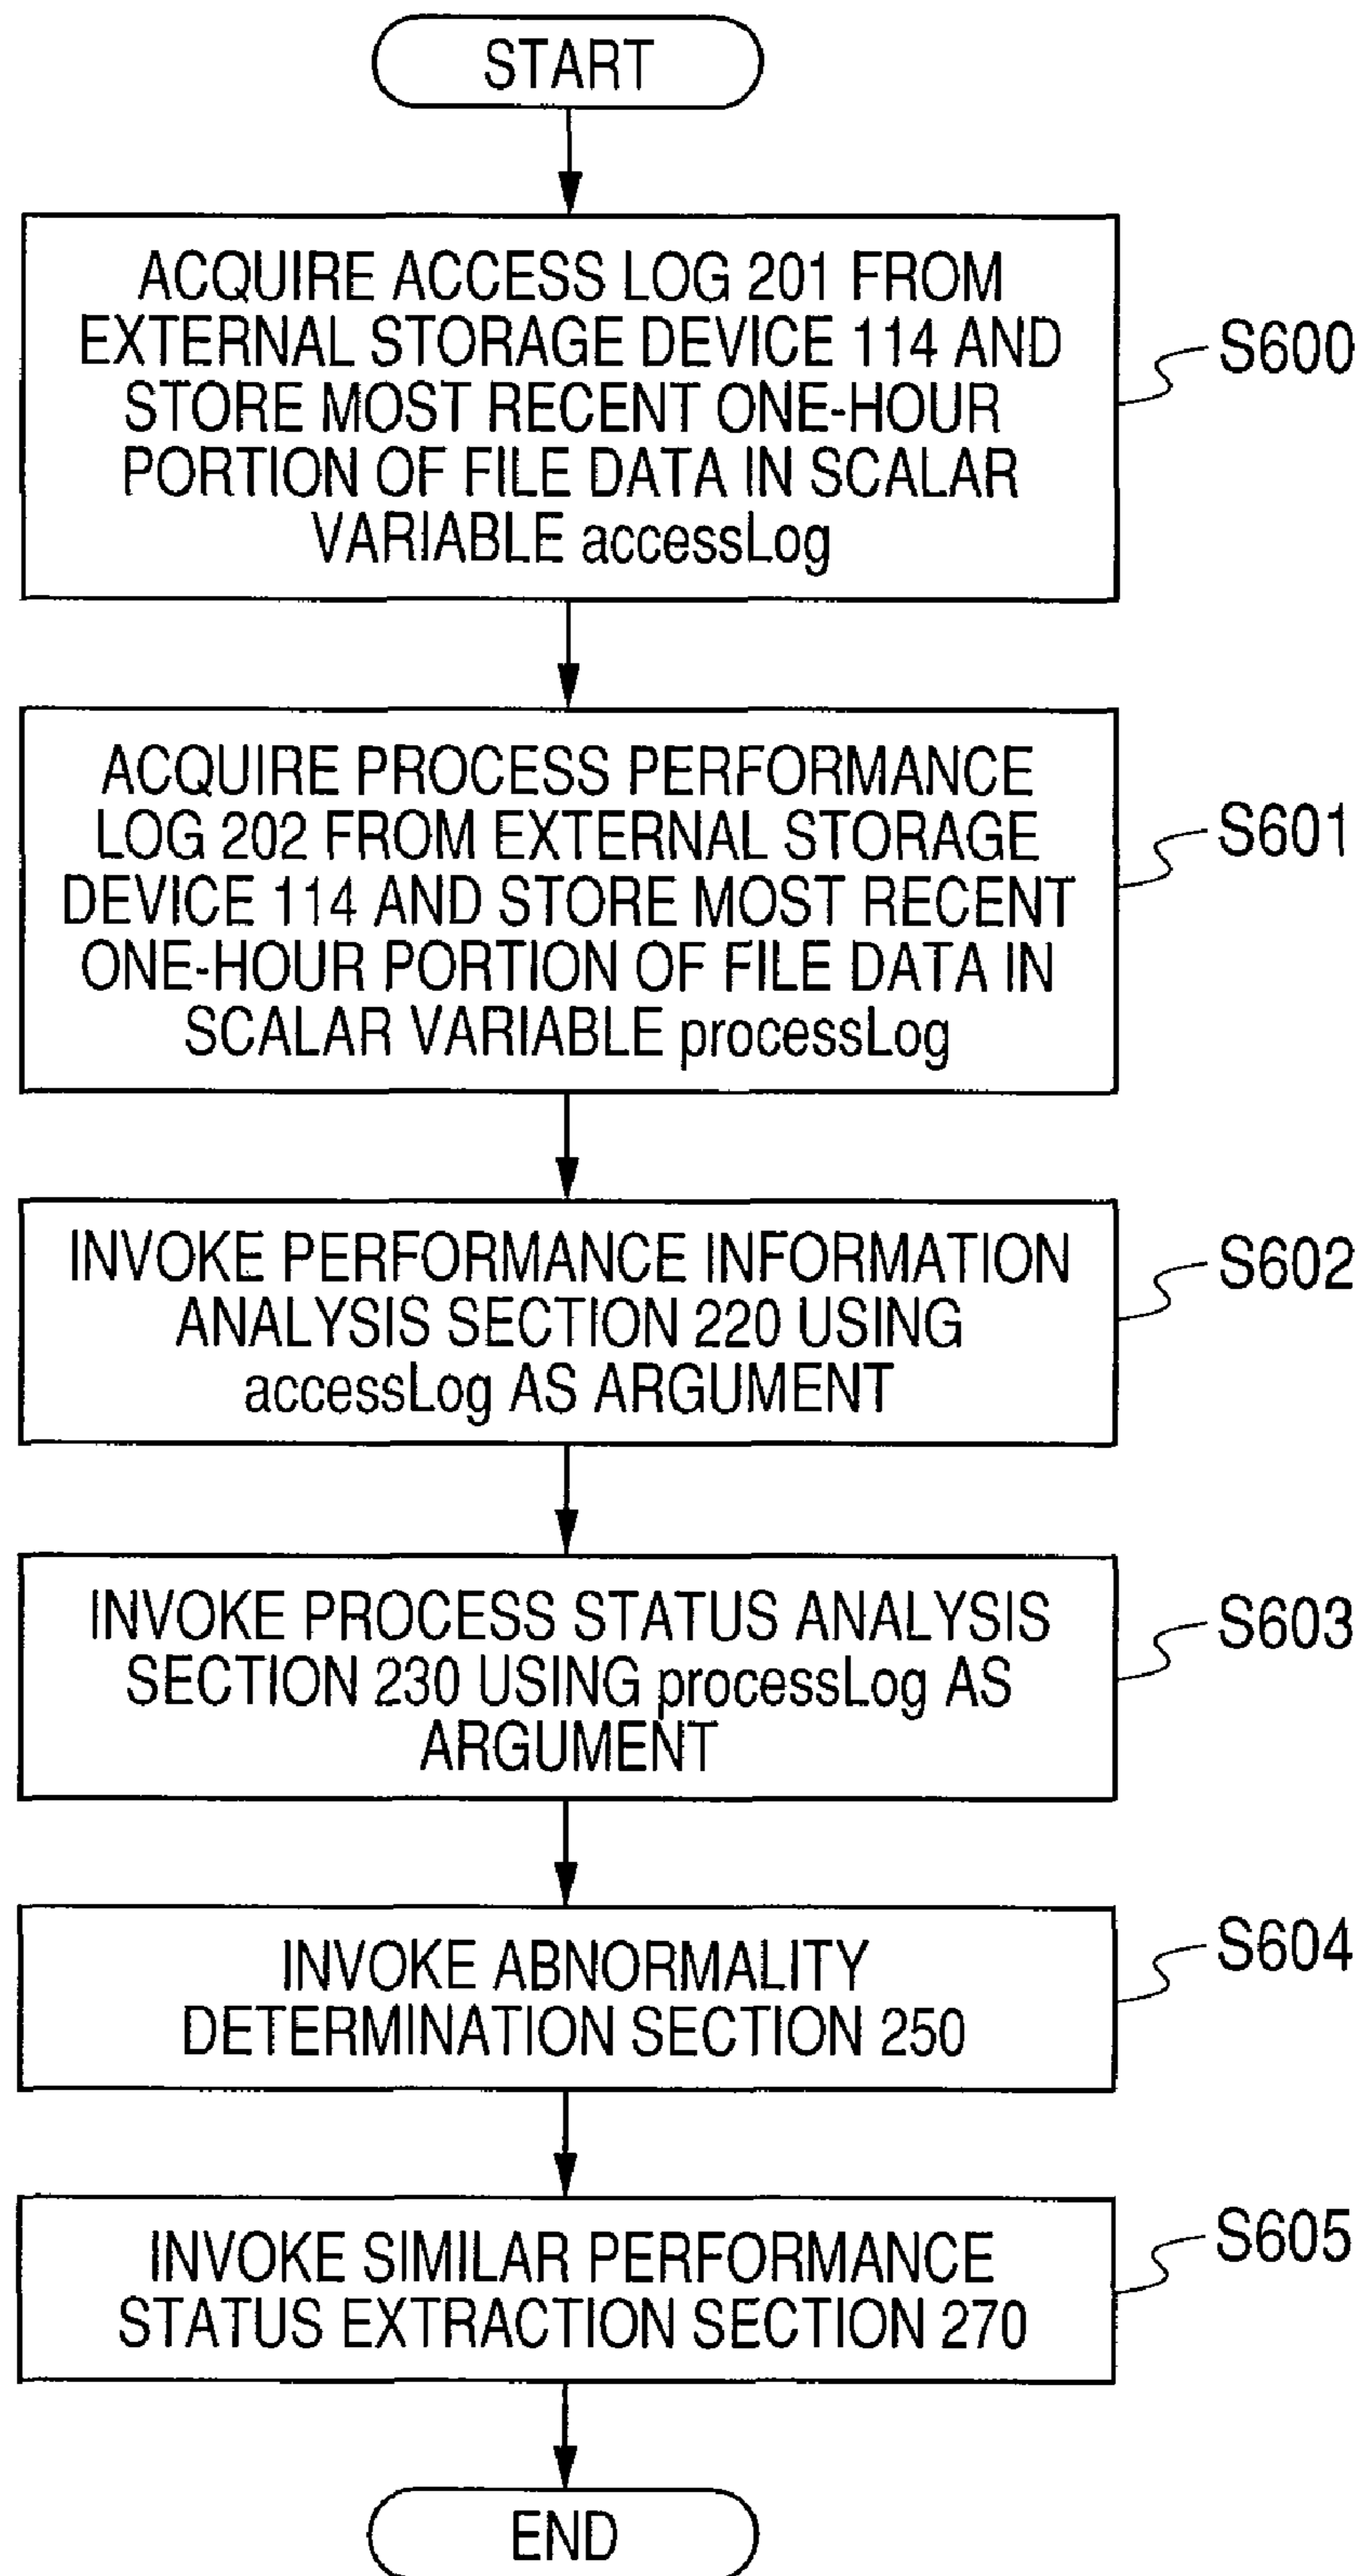 START
ACQUIRE ACCESS LOG 201 FROM
EXTERNAL STORAGE DEVICE 114 AND
STORE MOST RECENT ONE-HOUR
PORTION OF FILE DATA IN SCALAR
VARIABLE accessLog
S600
ACQUIRE PROCESS PERFORMANCE
LOG 202 FROM EXTERNAL STORAGE
DEVICE 114 AND STORE MOST RECENT
ONE-HOUR PORTION OF FILE DATA IN
SCALAR VARIABLE processLog
S601
INVOKE PERFORMANCE INFORMATION
ANALYSIS SECTION 220 USING
accessLog AS ARGUMENT
S602
INVOKE PROCESS STATUS ANALYSIS
SECTION 230 USING processLog AS
ARGUMENT
S603
INVOKE ABNORMALITY
DETERMINATION SECTION 250
S604
INVOKE SIMILAR PERFORMANCE
STATUS EXTRACTION SECTION 270
S605
END